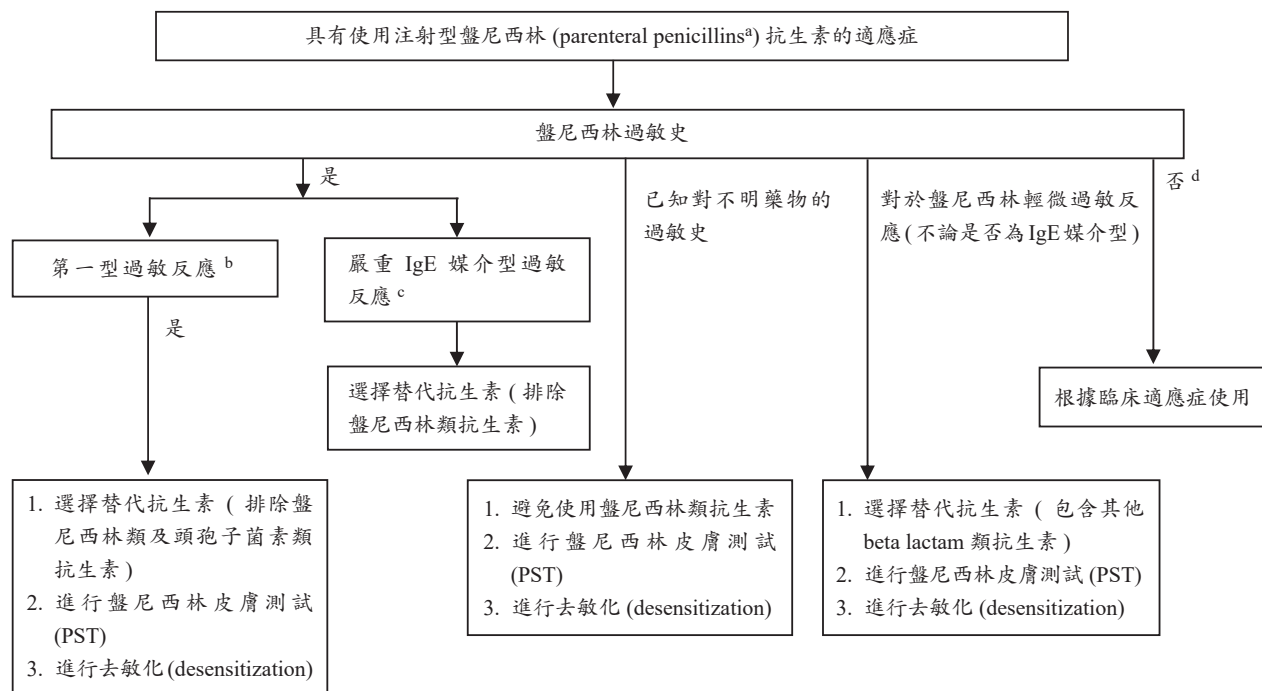 具有使用注射型盤尼西林 (parenteral penicillinsᵃ) 抗生素的適應症
盤尼西林過敏史
是
已知對不明藥物的
過敏史
對於盤尼西林輕微過敏反
應(不論是否為IgE媒介型)
否 ᵈ
第一型過敏反應 ᵇ
嚴重 IgE 媒介型過敏
反應 ᶜ
是
選擇替代抗生素 ( 排除
盤尼西林類抗生素 )
根據臨床適應症使用
1. 選擇替代抗生素 ( 排除盤
尼西林類及頭孢子菌素類
抗生素 )
2. 進行盤尼西林皮膚測試
(PST)
3. 進行去敏化 (desensitization)
1. 避免使用盤尼西林類抗生素
2. 進行盤尼西林皮膚測試
(PST)
3. 進行去敏化 (desensitization)
1. 選擇替代抗生素 ( 包含其他
beta lactam 類抗生素 )
2. 進行盤尼西林皮膚測試 (PST)
3. 進行去敏化 (desensitization)